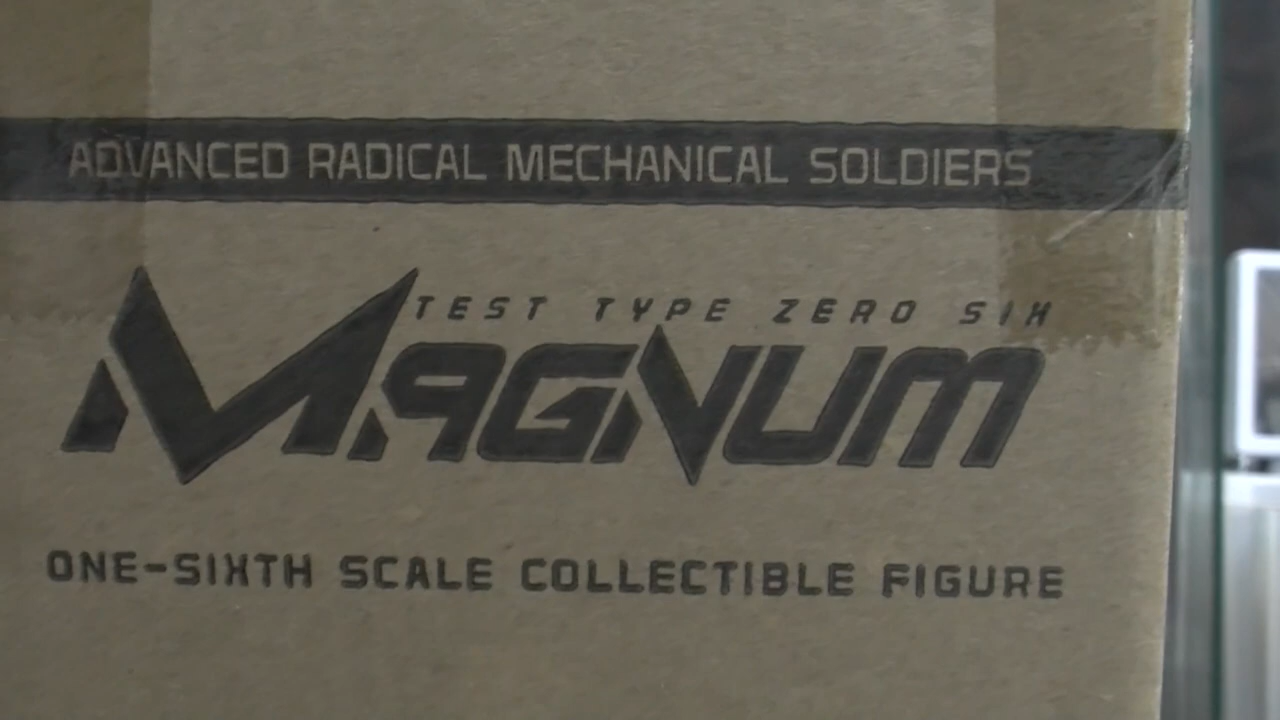 ADVANCED RADICAL MECHANICAL SOLDIERS
TEST TYPE ZERO SIX
MAGNUM
ONE-SIXTH SCALE COLLECTIBLE FIGURE